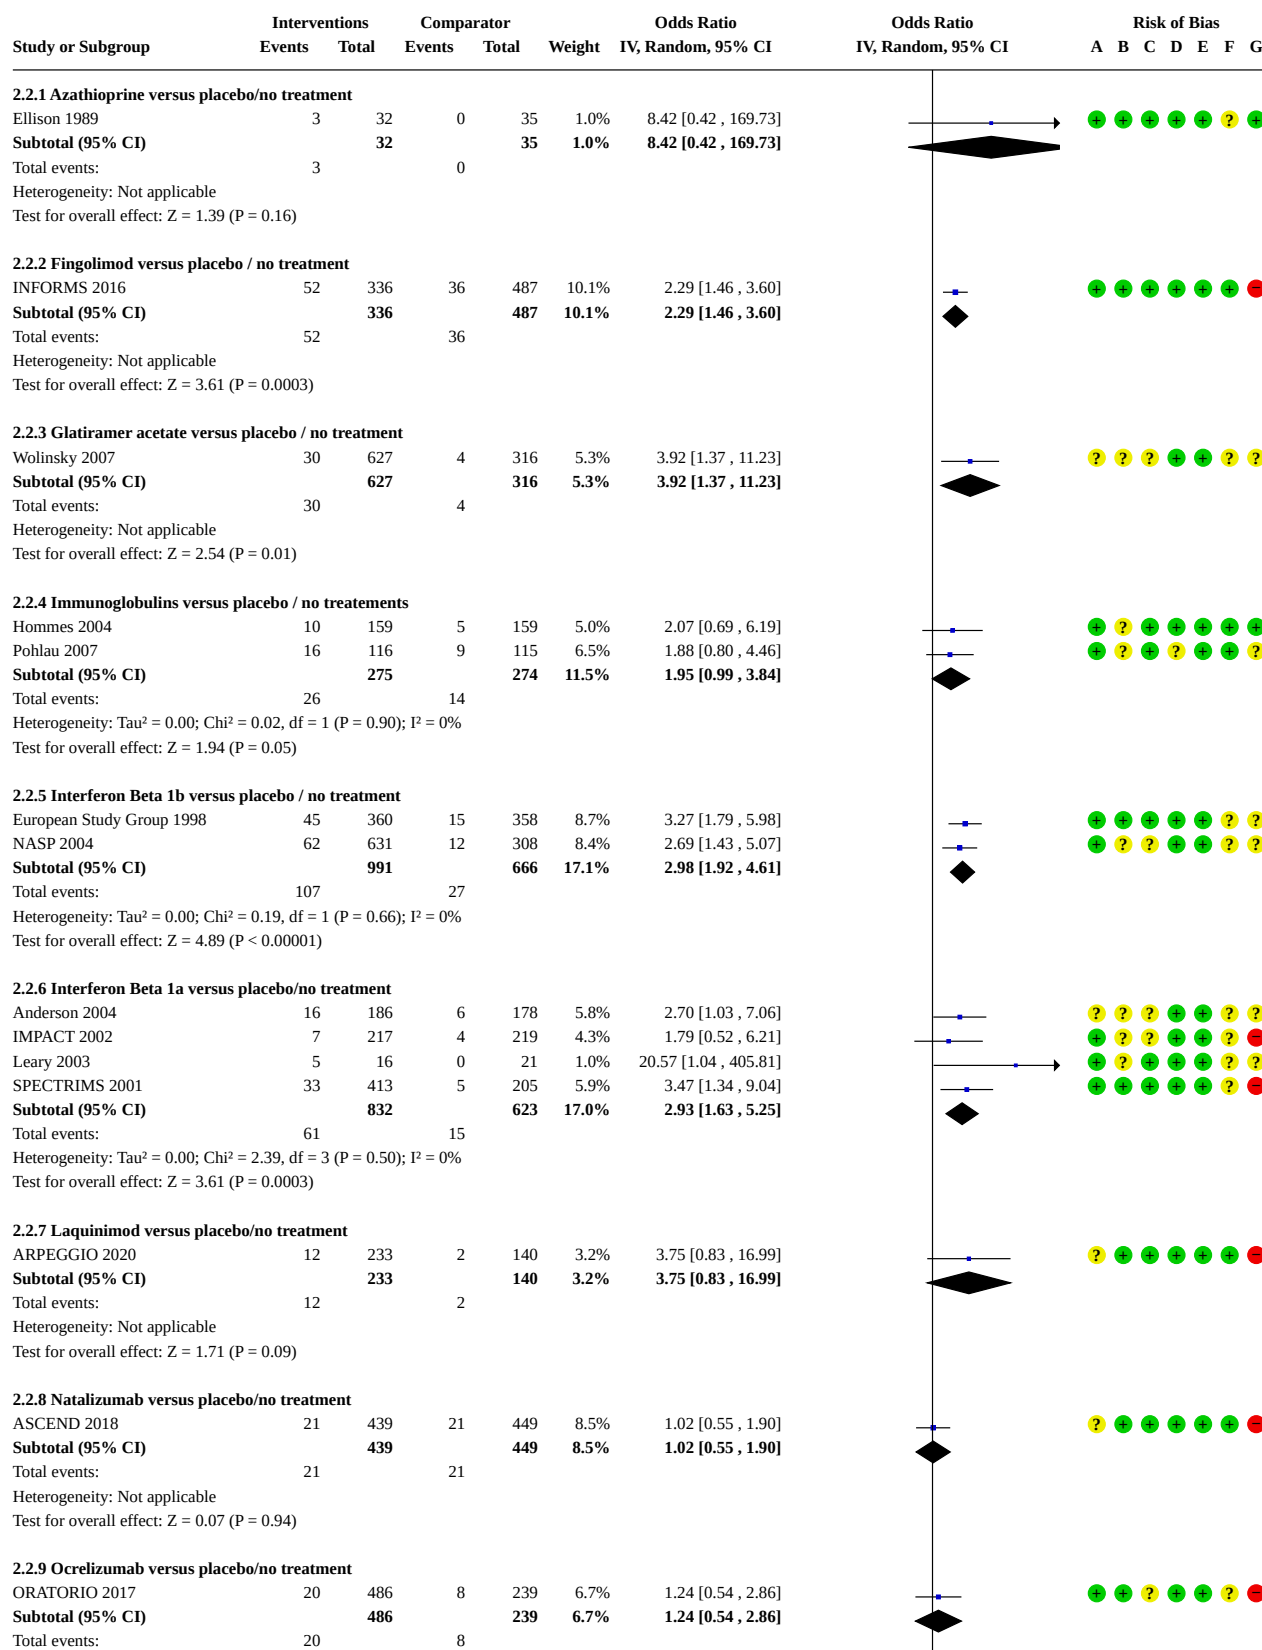 Interventions Comparator Odds Ratio Odds Ratio Risk of Bias
Study or Subgroup Events Total Events Total Weight IV, Random, 95% CI IV, Random, 95% CI A B C D E F G
2.2.1 Azathioprine versus placebo/no treatment
Ellison 1989 3 32 0 35 1.0% 8.42 [0.42 , 169.73] + + + + + ? +
Subtotal (95% CI) 32 35 1.0% 8.42 [0.42 , 169.73]
Total events: 3 0
Heterogeneity: Not applicable
Test for overall effect: Z = 1.39 (P = 0.16)
2.2.2 Fingolimod versus placebo / no treatment
INFORMS 2016 52 336 36 487 10.1% 2.29 [1.46 , 3.60] + + + + + + −
Subtotal (95% CI) 336 487 10.1% 2.29 [1.46 , 3.60]
Total events: 52 36
Heterogeneity: Not applicable
Test for overall effect: Z = 3.61 (P = 0.0003)
2.2.3 Glatiramer acetate versus placebo / no treatment
Wolinsky 2007 30 627 4 316 5.3% 3.92 [1.37 , 11.23] ? ? ? + + ? ?
Subtotal (95% CI) 627 316 5.3% 3.92 [1.37 , 11.23]
Total events: 30 4
Heterogeneity: Not applicable
Test for overall effect: Z = 2.54 (P = 0.01)
2.2.4 Immunoglobulins versus placebo / no treatements
Hommes 2004 10 159 5 159 5.0% 2.07 [0.69 , 6.19] + ? + + + + +
Pohlau 2007 16 116 9 115 6.5% 1.88 [0.80 , 4.46] + ? + ? + + ?
Subtotal (95% CI) 275 274 11.5% 1.95 [0.99 , 3.84]
Total events: 26 14
Heterogeneity: Tau² = 0.00; Chi² = 0.02, df = 1 (P = 0.90); I² = 0%
Test for overall effect: Z = 1.94 (P = 0.05)
2.2.5 Interferon Beta 1b versus placebo / no treatment
European Study Group 1998 45 360 15 358 8.7% 3.27 [1.79 , 5.98] + + + + + ? ?
NASP 2004 62 631 12 308 8.4% 2.69 [1.43 , 5.07] + ? ? + + ? ?
Subtotal (95% CI) 991 666 17.1% 2.98 [1.92 , 4.61]
Total events: 107 27
Heterogeneity: Tau² = 0.00; Chi² = 0.19, df = 1 (P = 0.66); I² = 0%
Test for overall effect: Z = 4.89 (P < 0.00001)
2.2.6 Interferon Beta 1a versus placebo/no treatment
Anderson 2004 16 186 6 178 5.8% 2.70 [1.03 , 7.06] ? ? ? + + ? ?
IMPACT 2002 7 217 4 219 4.3% 1.79 [0.52 , 6.21] + ? ? + + ? −
Leary 2003 5 16 0 21 1.0% 20.57 [1.04 , 405.81] + ? + + + ? ?
SPECTRIMS 2001 33 413 5 205 5.9% 3.47 [1.34 , 9.04] + + + + + ? −
Subtotal (95% CI) 832 623 17.0% 2.93 [1.63 , 5.25]
Total events: 61 15
Heterogeneity: Tau² = 0.00; Chi² = 2.39, df = 3 (P = 0.50); I² = 0%
Test for overall effect: Z = 3.61 (P = 0.0003)
2.2.7 Laquinimod versus placebo/no treatment
ARPEGGIO 2020 12 233 2 140 3.2% 3.75 [0.83 , 16.99] ? + + + + + −
Subtotal (95% CI) 233 140 3.2% 3.75 [0.83 , 16.99]
Total events: 12 2
Heterogeneity: Not applicable
Test for overall effect: Z = 1.71 (P = 0.09)
2.2.8 Natalizumab versus placebo/no treatment
ASCEND 2018 21 439 21 449 8.5% 1.02 [0.55 , 1.90] ? + + + + + −
Subtotal (95% CI) 439 449 8.5% 1.02 [0.55 , 1.90]
Total events: 21 21
Heterogeneity: Not applicable
Test for overall effect: Z = 0.07 (P = 0.94)
2.2.9 Ocrelizumab versus placebo/no treatment
ORATORIO 2017 20 486 8 239 6.7% 1.24 [0.54 , 2.86] + + ? + + ? −
Subtotal (95% CI) 486 239 6.7% 1.24 [0.54 , 2.86]
Total events: 20 8